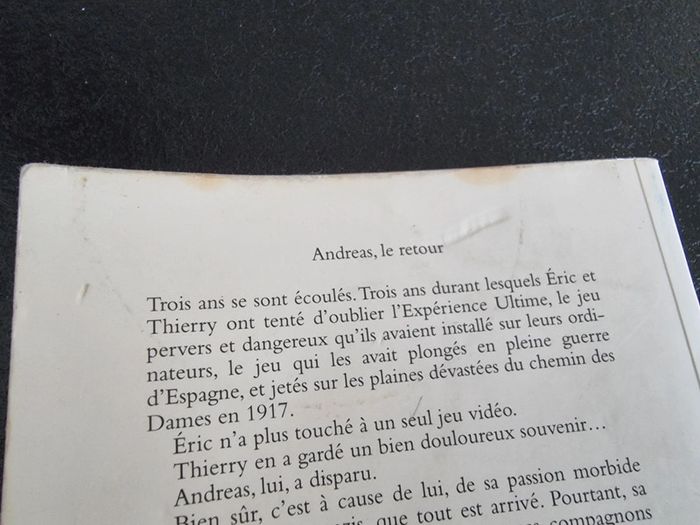 Andreas, le retour
Trois ans se sont écoulés. Trois ans durant lesquels Éric et
Thierry ont tenté d'oublier l'Expérience Ultime, le jeu
pervers et dangereux qu'ils avaient installé sur leurs ordi-
nateurs, le jeu qui les avait plongés en pleine guerre
d'Espagne, et jetés sur les plaines dévastées du chemin des
Dames en 1917.
Éric n'a plus touché à un seul jeu vidéo.
Thierry en a gardé un bien douloureux souvenir...
Andreas, lui, a disparu.
Bien sûr, c'est à cause de lui, de sa passion morbide
que tout est arrivé. Pourtant, sa
compagnons